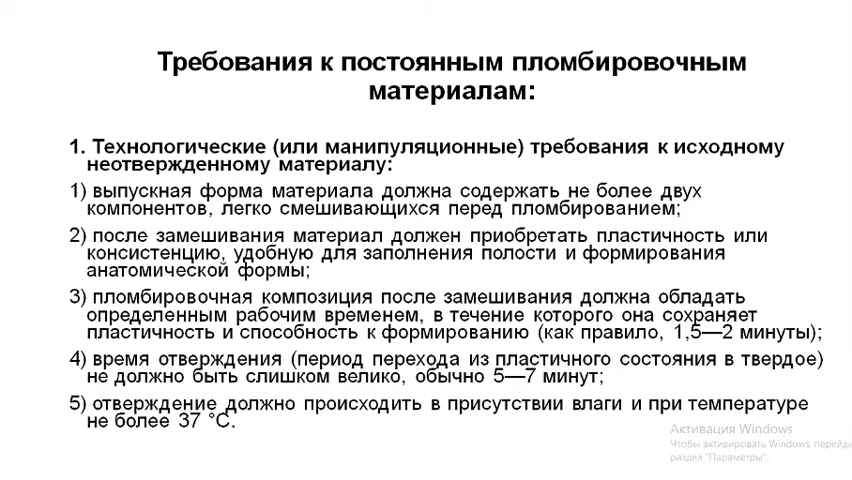 Требования к постоянным пломбировочным
материалам:
1. Технологические (или манипуляционные) требования к исходному
неотвержденному материалу:
1) выпускная форма материала должна содержать не более двух
компонентов, легко смешивающихся перед пломбированием;
2) после замешивания материал должен приобретать пластичность или
консистенцию, удобную для заполнения полости и формирования
анатомической формы;
3) пломбировочная композиция после замешивания должна обладать
определенным рабочим временем, в течение которого она сохраняет
пластичность и способность к формированию (как правило, 1,5—2 минуты);
4) время отверждения (период перехода из пластичного состояния в твердое)
не должно быть слишком велико, обычно 5—7 минут;
5) отверждение должно происходить в присутствии влаги и при температуре
не более 37 °С.
Активация Windows
Чтобы активировать Windows, перейди
раздел "Параметры".